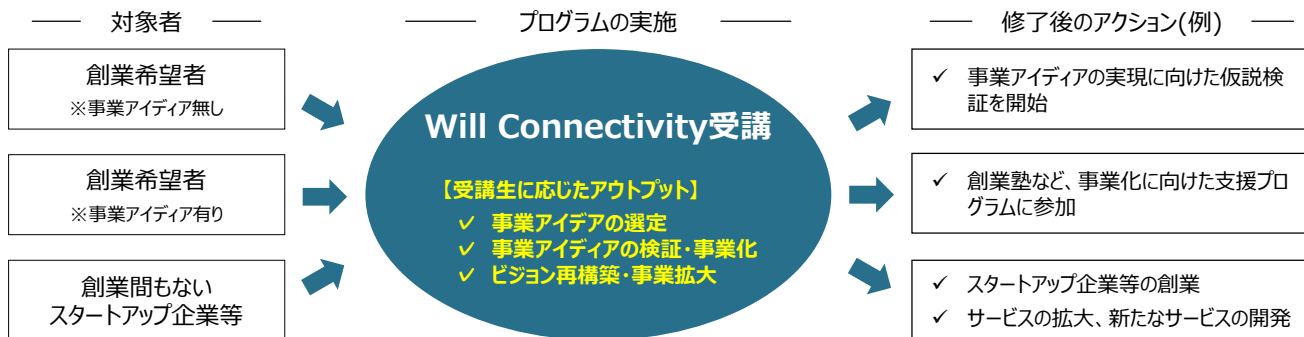 対象者
創業希望者
※事業アイディア無し
創業希望者
※事業アイディア有り
創業間もない
スタートアップ企業等
プログラムの実施
Will Connectivity受講
【受講生に応じたアウトプット】
✓ 事業アイデアの選定
✓ 事業アイディアの検証・事業化
✓ ビジョン再構築・事業拡大
修了後のアクション(例)
✓ 事業アイディアの実現に向けた仮説検
証を開始
✓ 創業塾など、事業化に向けた支援プロ
グラムに参加
✓ スタートアップ企業等の創業
✓ サービスの拡大、新たなサービスの開発